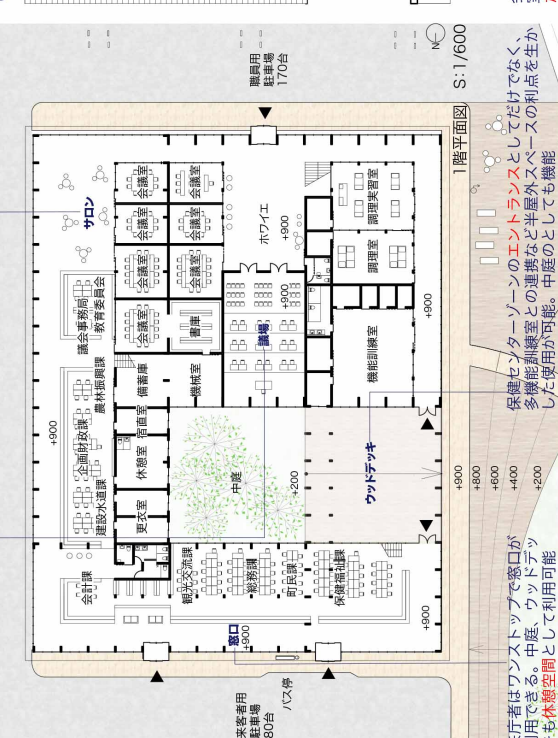 S:1/600
N
1階平面図
職員用
駐車場
170台
サロン
会議室
会議室
会議室
会議室
会議室
会議室
会議室
書庫
ホワイエ
+900
議会事務局
教育委員会
農林振興課
企画財政課
建設水道課
会計課
+900
備蓄庫
機械室
宿直室
休憩室
更衣室
議場
+900
調理実習室
調理室
機能訓練室
+900
中庭
+200
ウッドデッキ
観光交流課
総務課
町民課
保健福祉課
窓口
+900
+900
バス停
来客者用
駐車場
80台
+900
+800
+600
+400
+200
保健センターゾーンのエントランスとしてだけでなく、
多機能訓練室との連携など半屋外スペースの利点を生か
した使用が可能。中庭のとしても機能
庁者はワンストップで窓口が
用できる。中庭、ウッドデッ
も休憩空間として利用可能